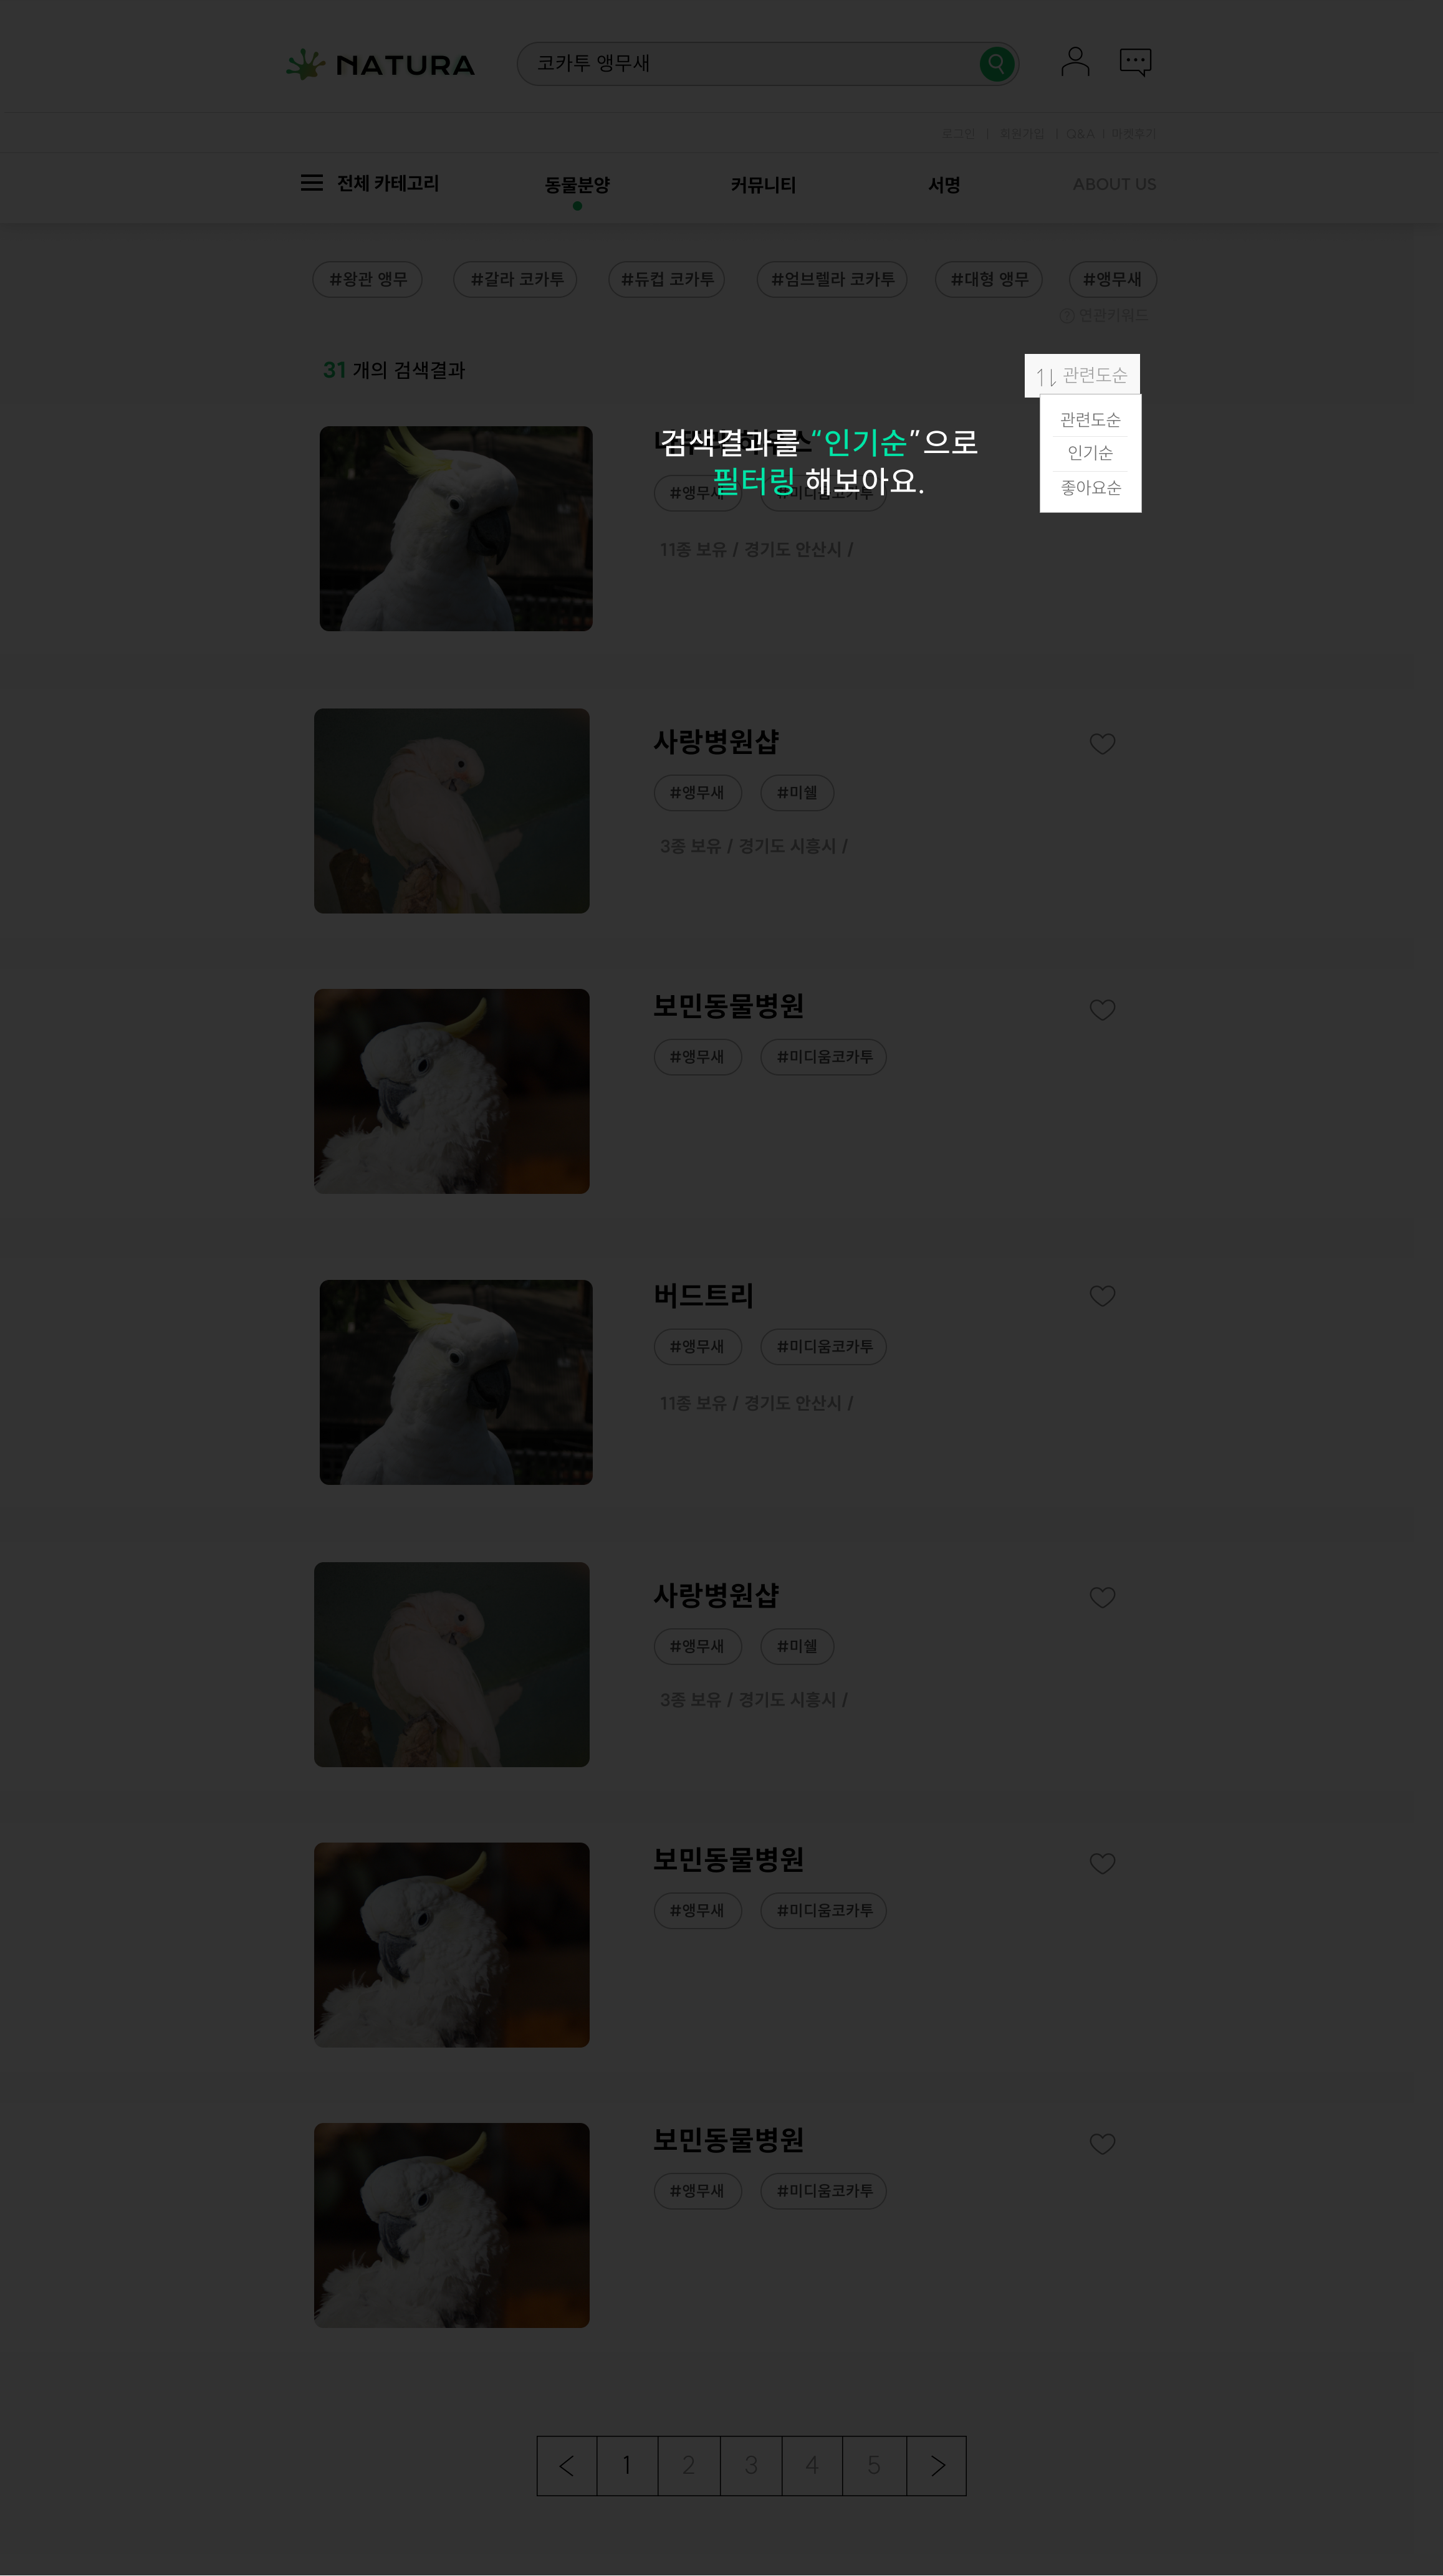 NATURA
코카투 앵무새
로그인 | 회원가입 | Q&A | 마켓후기
전체 카테고리
동물분양
커뮤니티
서명
ABOUT US
#왕관 앵무
#갈라 코카투
#듀컵 코카투
#엄브렐라 코카투
#대형 앵무
#앵무새
? 연관키워드
31 개의 검색결과
관련도순
관련도순
인기순
좋아요순
검색결과를 “인기순”으로
필터링 해보아요.
#앵무새
#미디움코카투
11종 보유 / 경기도 안산시 /
사랑병원샵
#앵무새
#미쉘
3종 보유 / 경기도 시흥시 /
보민동물병원
#앵무새
#미디움코카투
버드트리
#앵무새
#미디움코카투
11종 보유 / 경기도 안산시 /
사랑병원샵
#앵무새
#미쉘
3종 보유 / 경기도 시흥시 /
보민동물병원
#앵무새
#미디움코카투
보민동물병원
#앵무새
#미디움코카투
< 1 2 3 4 5 >